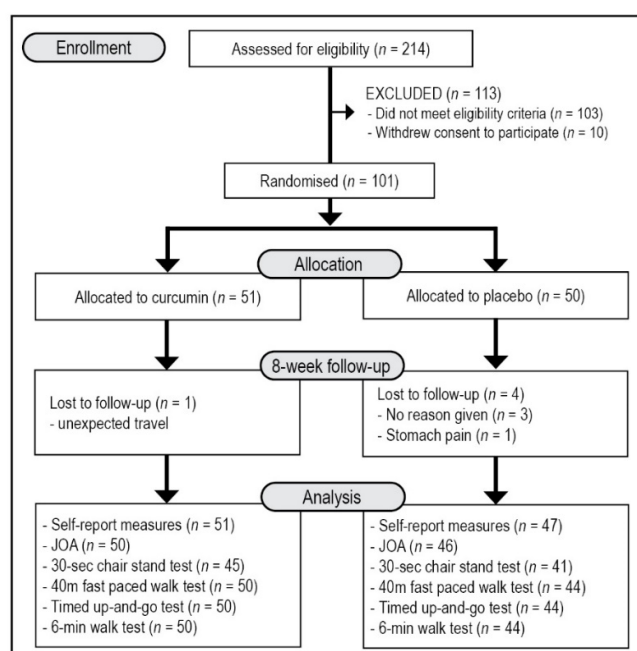 Enrollment
Assessed for eligibility (n = 214)
EXCLUDED (n = 113)
- Did not meet eligibility criteria (n = 103)
- Withdrew consent to participate (n = 10)
Randomised (n = 101)
Allocation
Allocated to curcumin (n = 51)
Allocated to placebo (n = 50)
8-week follow-up
Lost to follow-up (n = 1)
- unexpected travel
Lost to follow-up (n = 4)
- No reason given (n = 3)
- Stomach pain (n = 1)
Analysis
- Self-report measures (n = 51)
- JOA (n = 50)
- 30-sec chair stand test (n = 45)
- 40m fast paced walk test (n = 50)
- Timed up-and-go test (n = 50)
- 6-min walk test (n = 50)
- Self-report measures (n = 47)
- JOA (n = 46)
- 30-sec chair stand test (n = 41)
- 40m fast paced walk test (n = 44)
- Timed up-and-go test (n = 44)
- 6-min walk test (n = 44)